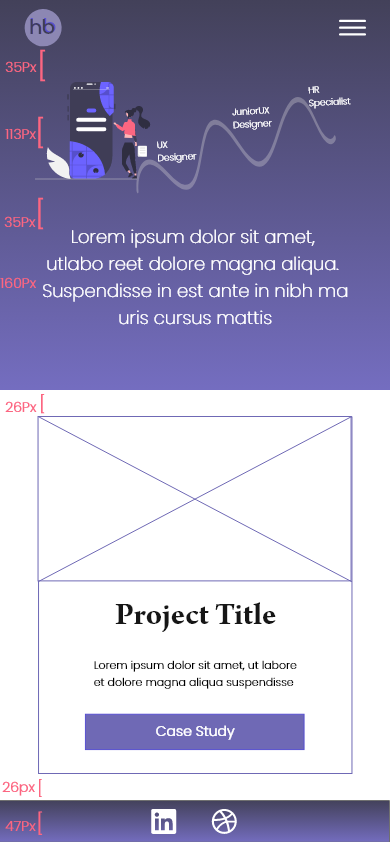 hb
35Px
HR
Specialist
JuniorUX
Designer
113Px
UX
Designer
35Px
Lorem ipsum dolor sit amet,
utlabo reet dolore magna aliqua.
160Px
Suspendisse in est ante in nibh ma
uris cursus mattis
26Px
Project Title
Lorem ipsum dolor sit amet, ut labore
et dolore magna aliqua suspendisse
Case Study
26px
in
47Px